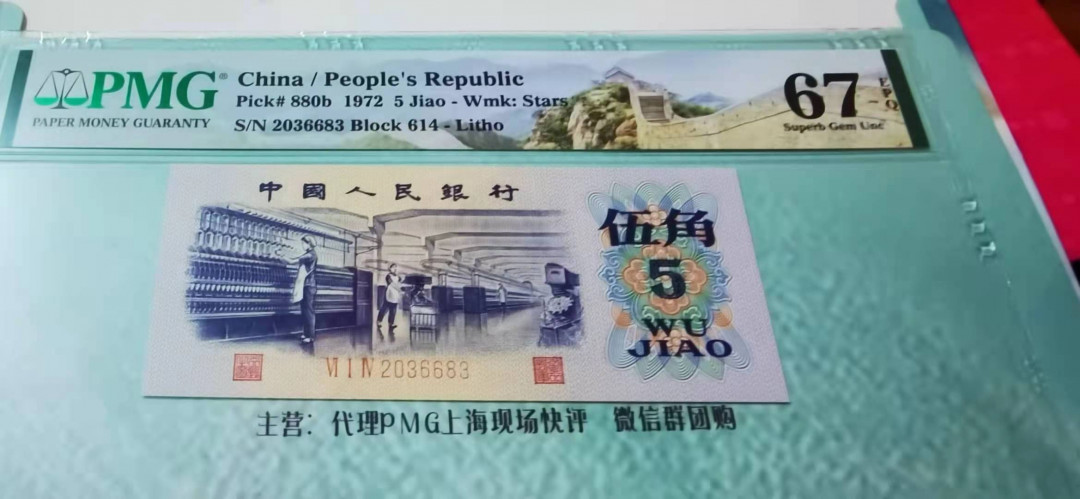 PMG®
PAPER MONEY GUARANTY
China / People's Republic
Pick# 880b 1972 5 Jiao - Wmk: Stars
S/N 2036683 Block 614 - Litho
67
EPQ
Superb Gem Unc
中國人民銀行
伍角
5
WU
JIAO
VI I IV 2036683
主营：代理PMG上海现场快评 微信群团购